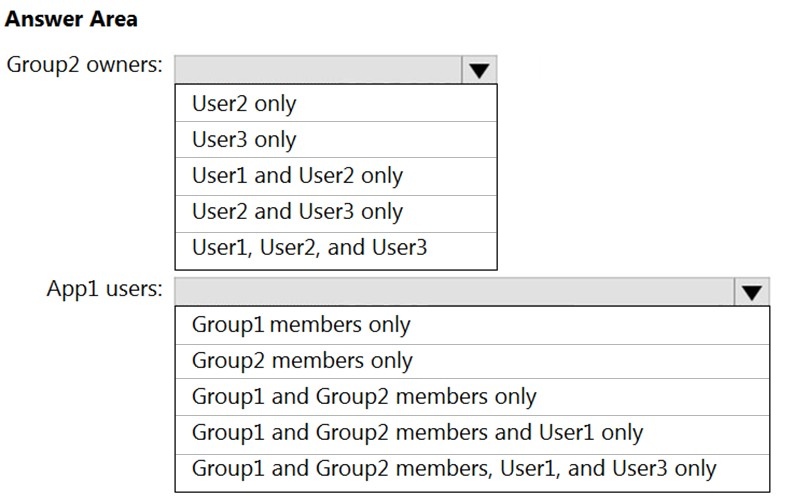 Answer Area
Group2 owners:
User2 only
User3 only
User1 and User2 only
User2 and User3 only
User1, User2, and User3
App1 users:
Group1 members only
Group2 members only
Group1 and Group2 members only
Group1 and Group2 members and User1 only
Group1 and Group2 members, User1, and User3 only